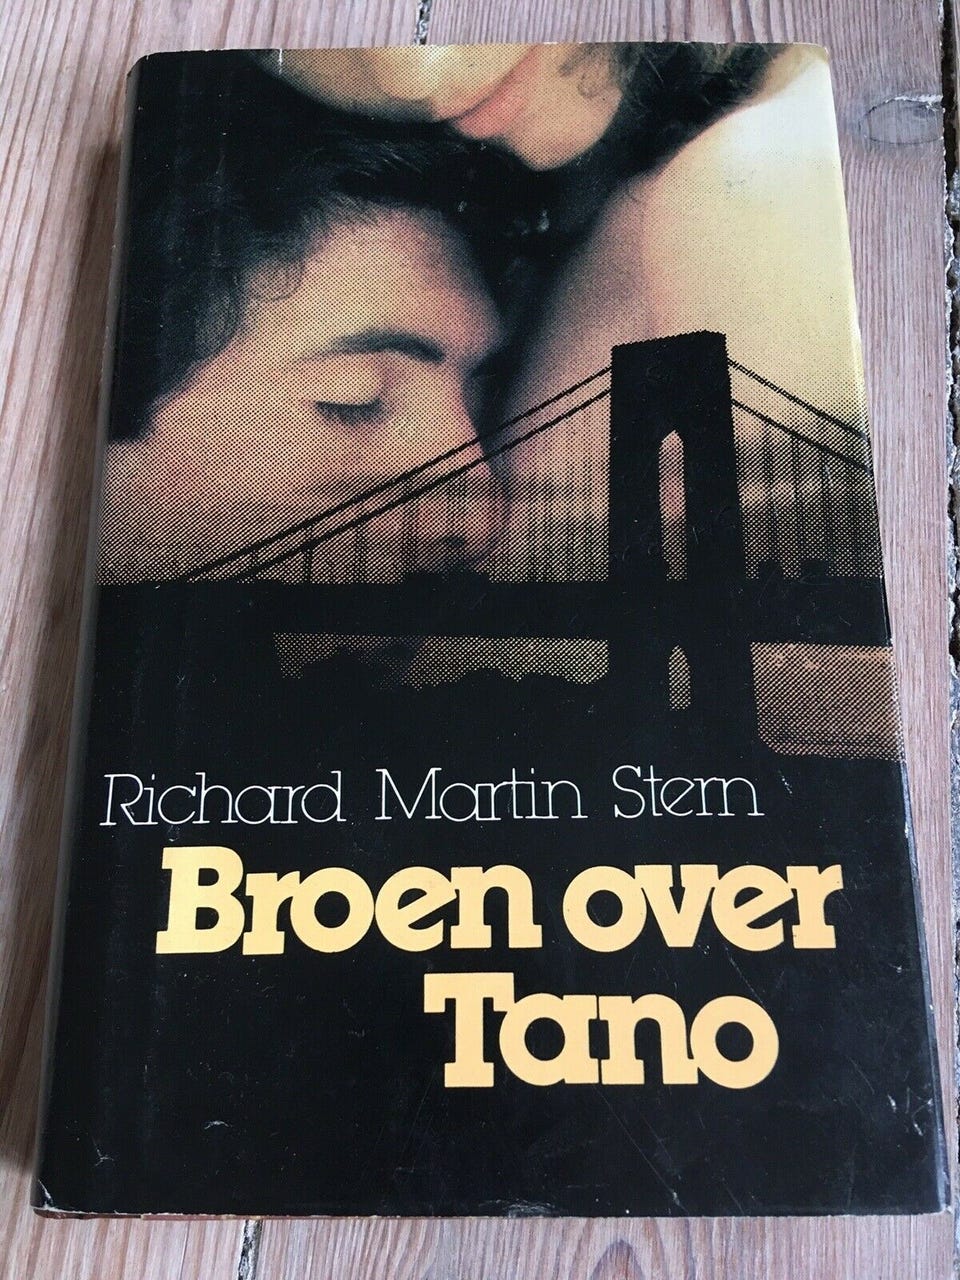 Richard Martin Stern
Broen over
Tano